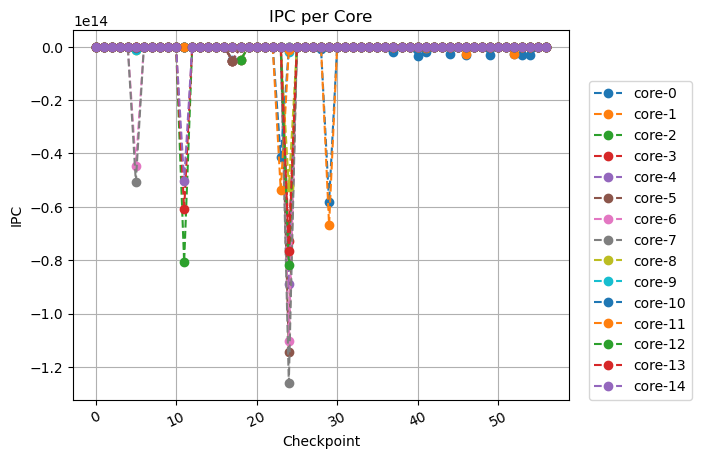 IPC per Core
1e14
0.0
−0.2
−0.4
−0.6
−0.8
−1.0
−1.2
IPC
0
10
20
30
40
50
Checkpoint
core-0
core-1
core-2
core-3
core-4
core-5
core-6
core-7
core-8
core-9
core-10
core-11
core-12
core-13
core-14